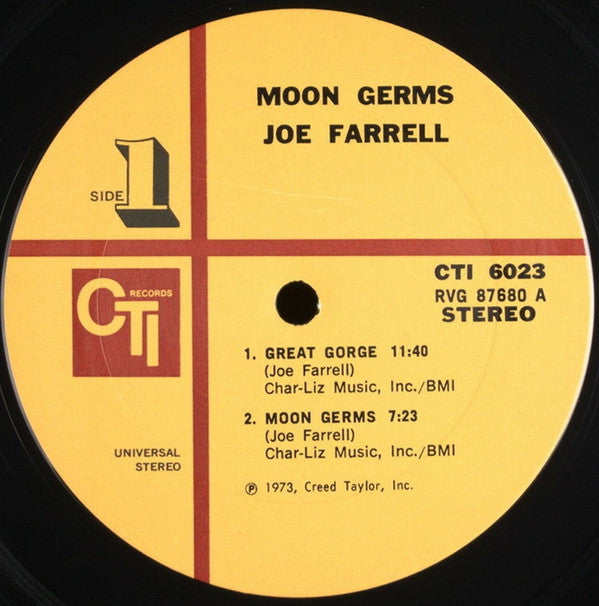 MOON GERMS
JOE FARRELL
SIDE 1
CTI RECORDS
CTI 6023
RVG 87680 A
STEREO
1. GREAT GORGE 11:40
(Joe Farrell)
Char-Liz Music, Inc./BMI
2. MOON GERMS 7:23
(Joe Farrell)
Char-Liz Music, Inc./BMI
UNIVERSAL
STEREO
℗ 1973, Creed Taylor, Inc.